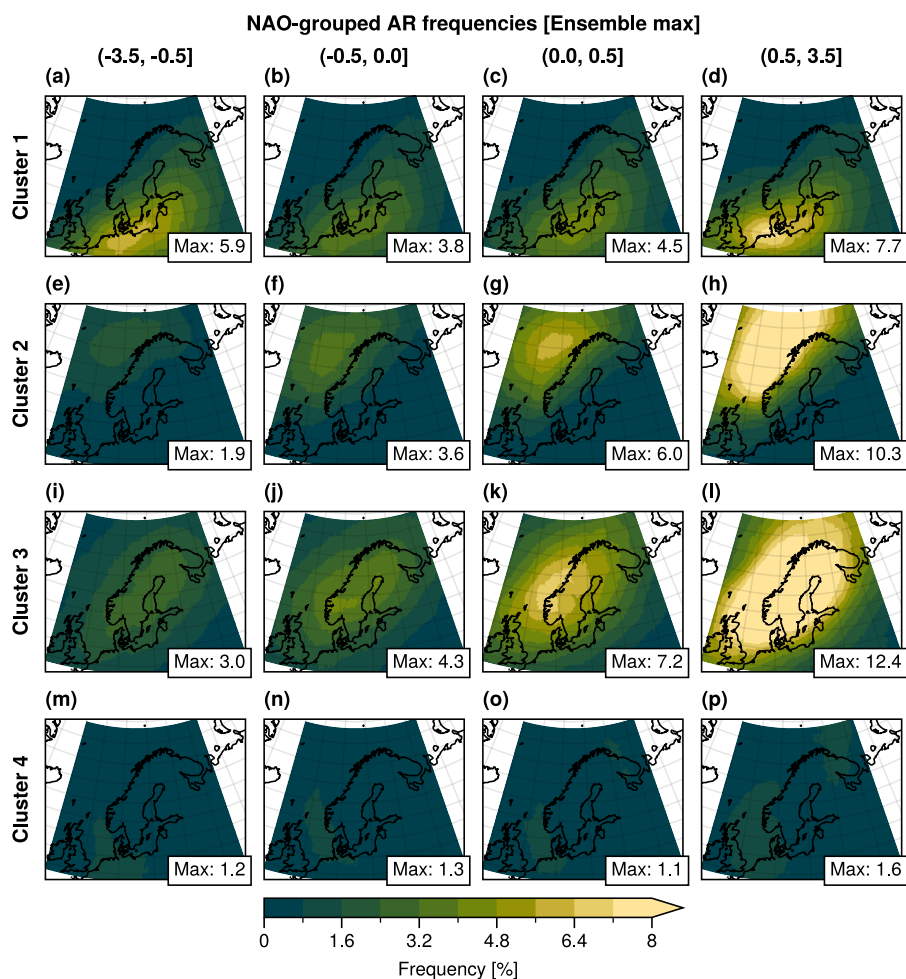 NAO-grouped AR frequencies [Ensemble max]
(-3.5, -0.5] (-0.5, 0.0] (0.0, 0.5] (0.5, 3.5]
(a) (b) (c) (d)
Cluster 1
Max: 5.9 Max: 3.8 Max: 4.5 Max: 7.7
(e) (f) (g) (h)
Cluster 2
Max: 1.9 Max: 3.6 Max: 6.0 Max: 10.3
(i) (j) (k) (l)
Cluster 3
Max: 3.0 Max: 4.3 Max: 7.2 Max: 12.4
(m) (n) (o) (p)
Cluster 4
Max: 1.2 Max: 1.3 Max: 1.1 Max: 1.6
0 1.6 3.2 4.8 6.4 8
Frequency [%]